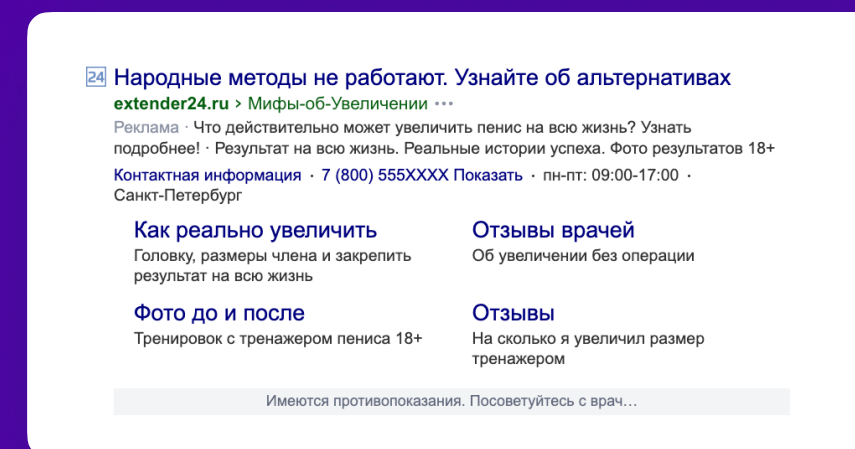 24 Народные методы не работают. Узнайте об альтернативах
extender24.ru › Мифы-об-Увеличении •••
Реклама · Что действительно может увеличить пенис на всю жизнь? Узнать
подробнее! · Результат на всю жизнь. Реальные истории успеха. Фото результатов 18+
Контактная информация · 7 (800) 555XXXX Показать · пн-пт: 09:00-17:00 ·
Санкт-Петербург
Как реально увеличить
Головку, размеры члена и закрепить
результат на всю жизнь
Отзывы врачей
Об увеличении без операции
Фото до и после
Тренировок с тренажером пениса 18+
Отзывы
На сколько я увеличил размер
тренажером
Имеются противопоказания. Посоветуйтесь с врач…